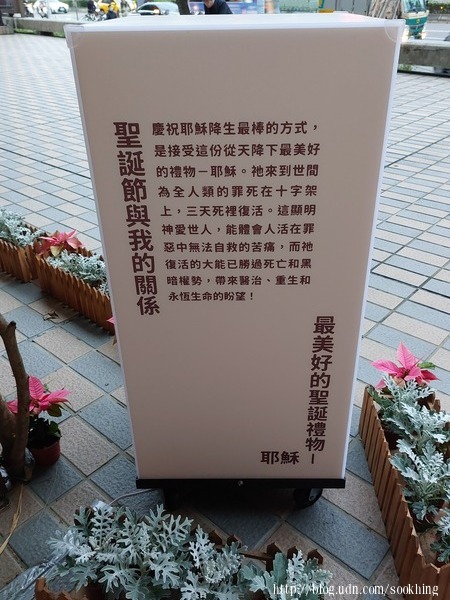 聖誕節與我的關係
慶祝耶穌降生最棒的方式，
是接受這份從天降下最美好
的禮物－耶穌。祂來到世間
為全人類的罪死在十字架
上，三天死裡復活。這顯明
神愛世人，能體會人活在罪
惡中無法自救的苦痛，而祂
復活的大能已勝過死亡和黑
暗權勢，帶來醫治、重生和
永恆生命的盼望！
最美好的聖誕禮物－
耶穌
http://blog.udn.com/sookhing